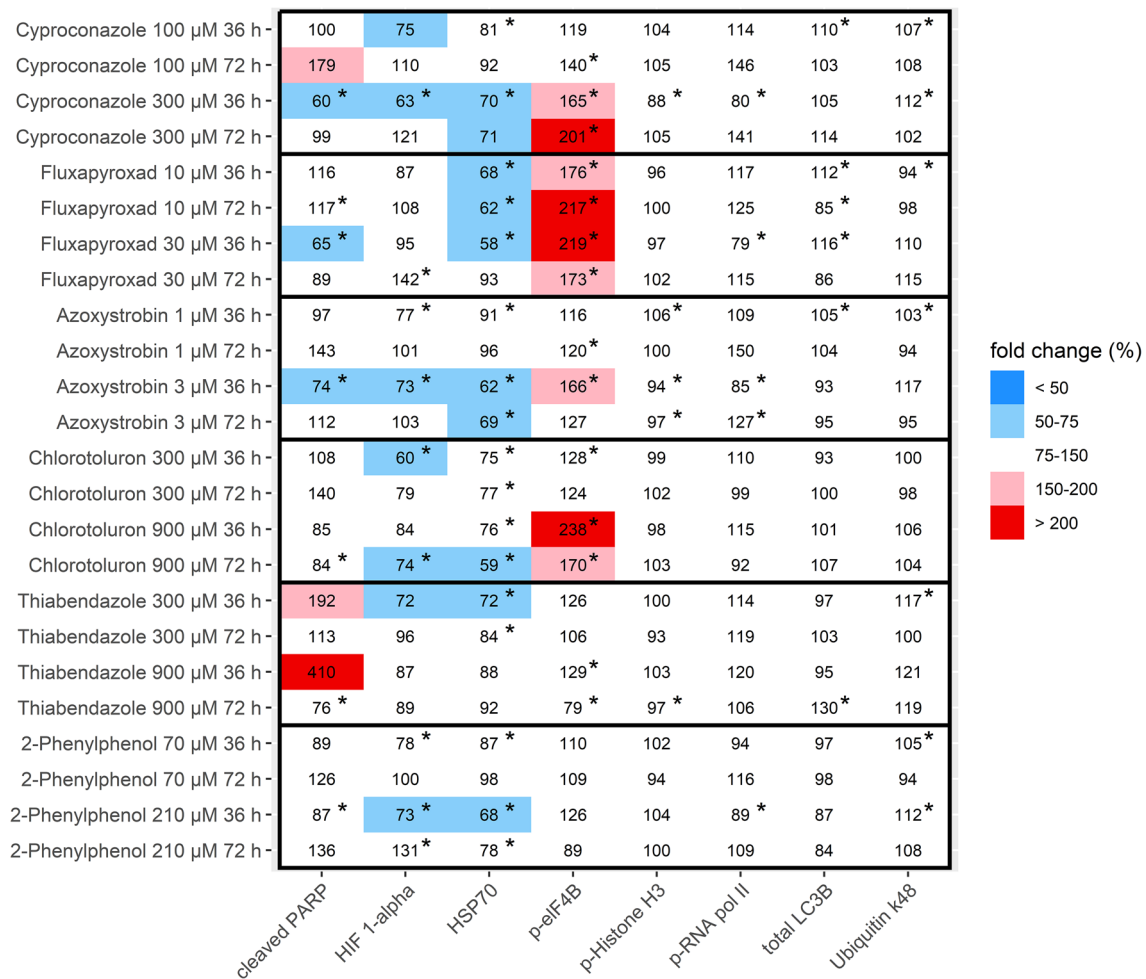 Cyproconazole 100 µM 36 h 100 75 81 * 119 104 114 110 * 107 *
Cyproconazole 100 µM 72 h 179 110 92 140 * 105 146 103 108
Cyproconazole 300 µM 36 h 60 * 63 * 70 * 165 * 88 * 80 * 105 112 *
Cyproconazole 300 µM 72 h 99 121 71 201 * 105 141 114 102
Fluxapyroxad 10 µM 36 h 116 87 68 * 176 * 96 117 112 * 94 *
Fluxapyroxad 10 µM 72 h 117 * 108 62 * 217 * 100 125 85 * 98
Fluxapyroxad 30 µM 36 h 65 * 95 58 * 219 * 97 79 * 116 * 110
Fluxapyroxad 30 µM 72 h 89 142 * 93 173 * 102 115 86 115
Azoxystrobin 1 µM 36 h 97 77 * 91 * 116 106 * 109 105 * 103 *
Azoxystrobin 1 µM 72 h 143 101 96 120 * 100 150 104 94
Azoxystrobin 3 µM 36 h 74 * 73 * 62 * 166 * 94 * 85 * 93 117
Azoxystrobin 3 µM 72 h 112 103 69 * 127 97 * 127 * 95 95
Chlorotoluron 300 µM 36 h 108 60 * 75 * 128 * 99 110 93 100
Chlorotoluron 300 µM 72 h 140 79 77 * 124 102 99 100 98
Chlorotoluron 900 µM 36 h 85 84 76 * 238 * 98 115 101 106
Chlorotoluron 900 µM 72 h 84 * 74 * 59 * 170 * 103 92 107 104
Thiabendazole 300 µM 36 h 192 72 72 * 126 100 114 97 117 *
Thiabendazole 300 µM 72 h 113 96 84 * 106 93 119 103 100
Thiabendazole 900 µM 36 h 410 87 88 129 * 103 120 95 121
Thiabendazole 900 µM 72 h 76 * 89 92 79 * 97 * 106 130 * 119
2-Phenylphenol 70 µM 36 h 89 78 * 87 * 110 102 94 97 105 *
2-Phenylphenol 70 µM 72 h 126 100 98 109 94 116 98 94
2-Phenylphenol 210 µM 36 h 87 * 73 * 68 * 126 104 89 * 87 112 *
2-Phenylphenol 210 µM 72 h 136 131 * 78 * 89 100 109 84 108
cleaved PARP
HIF 1-alpha
HSP70
p-eIF4B
p-Histone H3
p-RNA pol II
total LC3B
Ubiquitin k48
fold change (%)
< 50
50-75
75-150
150-200
> 200